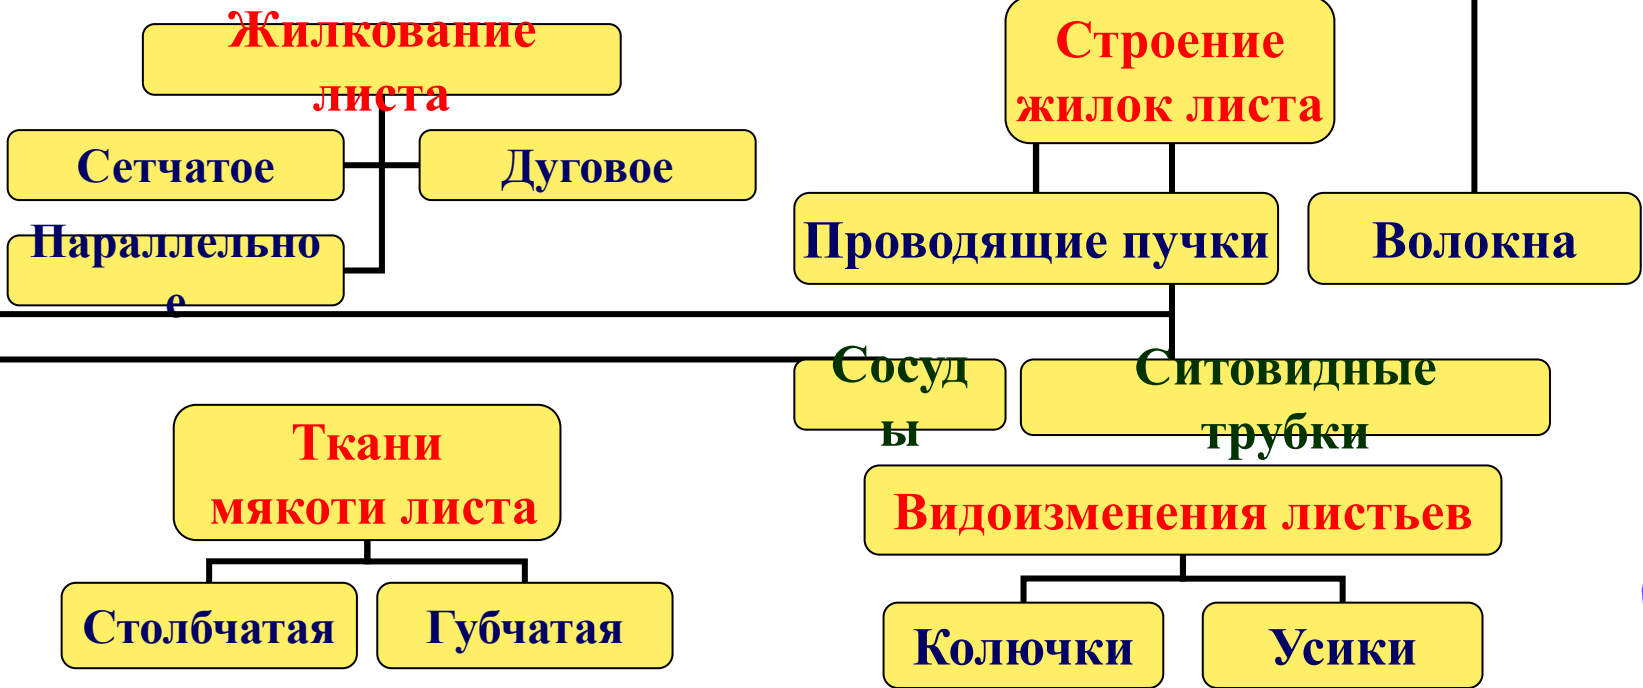 Жилкование
листа
Сетчатое
Дуговое
Параллельно
е
Строение
жилок листа
Проводящие пучки
Волокна
Сосуд
ы
Ситовидные
трубки
Ткани
мякоти листа
Столбчатая
Губчатая
Видоизменения листьев
Колючки
Усики